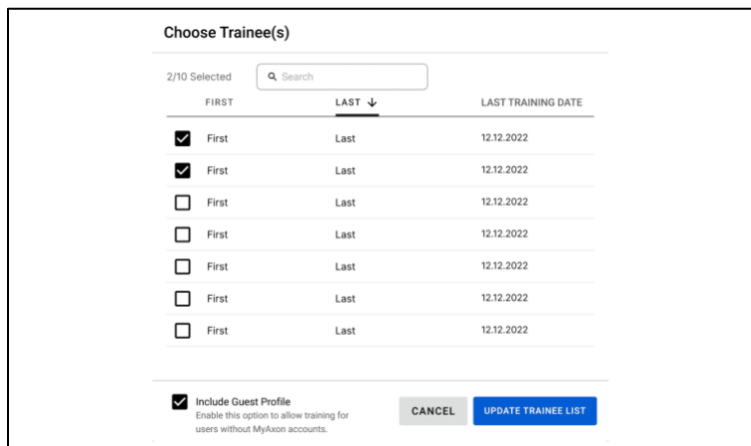 Choose Trainee(s)
2/10 Selected Search
FIRST LAST ↓ LAST TRAINING DATE
First Last 12.12.2022
First Last 12.12.2022
First Last 12.12.2022
First Last 12.12.2022
First Last 12.12.2022
First Last 12.12.2022
First Last 12.12.2022
Include Guest Profile
Enable this option to allow training for
users without MyAxon accounts.
CANCEL UPDATE TRAINEE LIST